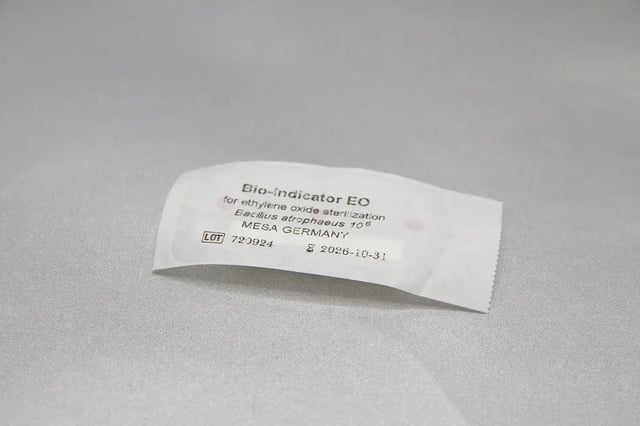 Bio-Indicator EO
for ethylene oxide sterilization
Bacillus atrophaeus 10⁶
MESA GERMANY
LOT 720924 ⌛ 2026-10-31